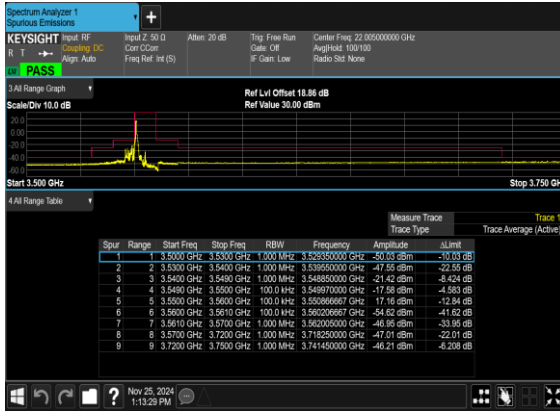 Spectrum Analyzer 1
Spurious Emissions
KEYSIGHT Input: RF Input Z: 50 Ω Atten: 20 dB Trig: Free Run Center Freq: 22.005000000 GHz
R T Coupling: DC Corr CCorr Gate: Off Avg|Hold: 100/100
Align: Auto Freq Ref: Int (S) IF Gain: Low Radio Std: None
PASS
3 All Range Graph Ref Lvl Offset 18.86 dB
Scale/Div 10.0 dB Ref Value 30.00 dBm
20.0
0.00
-20.0
-40.0
-60.0
Start 3.500 GHz Stop 3.750 GH
4 All Range Table
Measure Trace Trace 1
Trace Type Trace Average (Active)
Spur Range Start Freq Stop Freq RBW Frequency Amplitude ΔLimit
1 1 3.5000 GHz 3.5300 GHz 1.000 MHz 3.529350000 GHz -50.03 dBm -10.03 dB
2 2 3.5300 GHz 3.5400 GHz 1.000 MHz 3.539550000 GHz -47.55 dBm -22.55 dB
3 3 3.5400 GHz 3.5490 GHz 1.000 MHz 3.548850000 GHz -21.42 dBm -8.424 dB
4 4 3.5490 GHz 3.5500 GHz 100.0 kHz 3.549970000 GHz -17.58 dBm -4.583 dB
5 5 3.5500 GHz 3.5600 GHz 100.0 kHz 3.550866667 GHz 17.16 dBm -12.84 dB
6 6 3.5600 GHz 3.5610 GHz 100.0 kHz 3.560206667 GHz -54.62 dBm -41.62 dB
7 7 3.5610 GHz 3.5700 GHz 1.000 MHz 3.562005000 GHz -46.95 dBm -33.95 dB
8 8 3.5700 GHz 3.7200 GHz 1.000 MHz 3.718250000 GHz -47.01 dBm -22.01 dB
9 9 3.7200 GHz 3.7500 GHz 1.000 MHz 3.741450000 GHz -46.21 dBm -6.208 dB
? Nov 25, 2024
1:13:29 PM